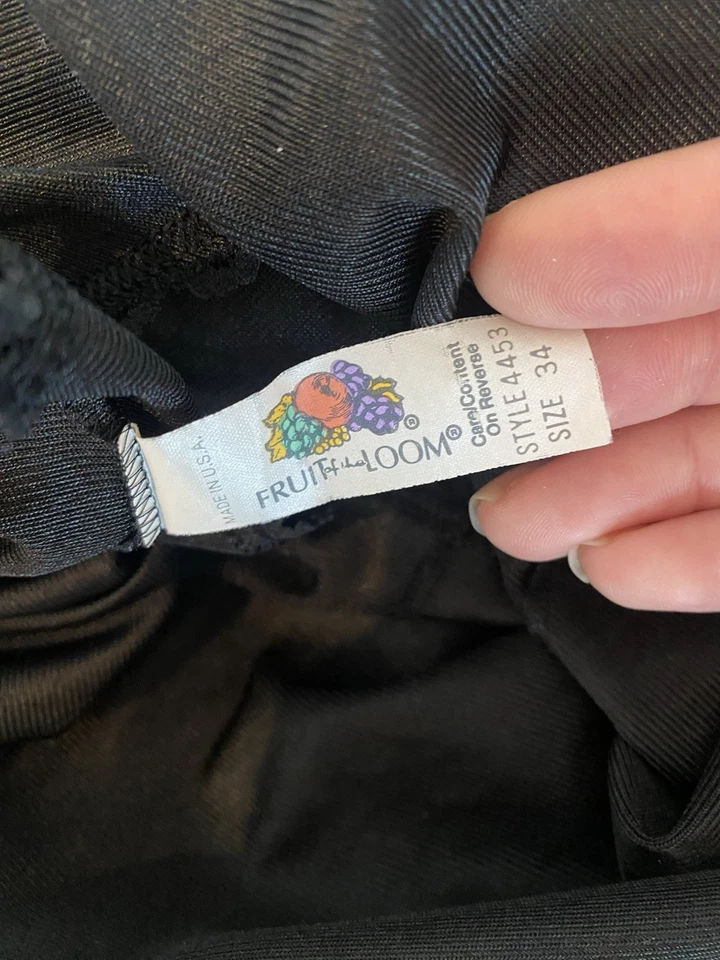 MADE IN U.S.A.
FRUIT of the LOOM®
Care/Content
On Reverse
STYLE 4453
SIZE 34